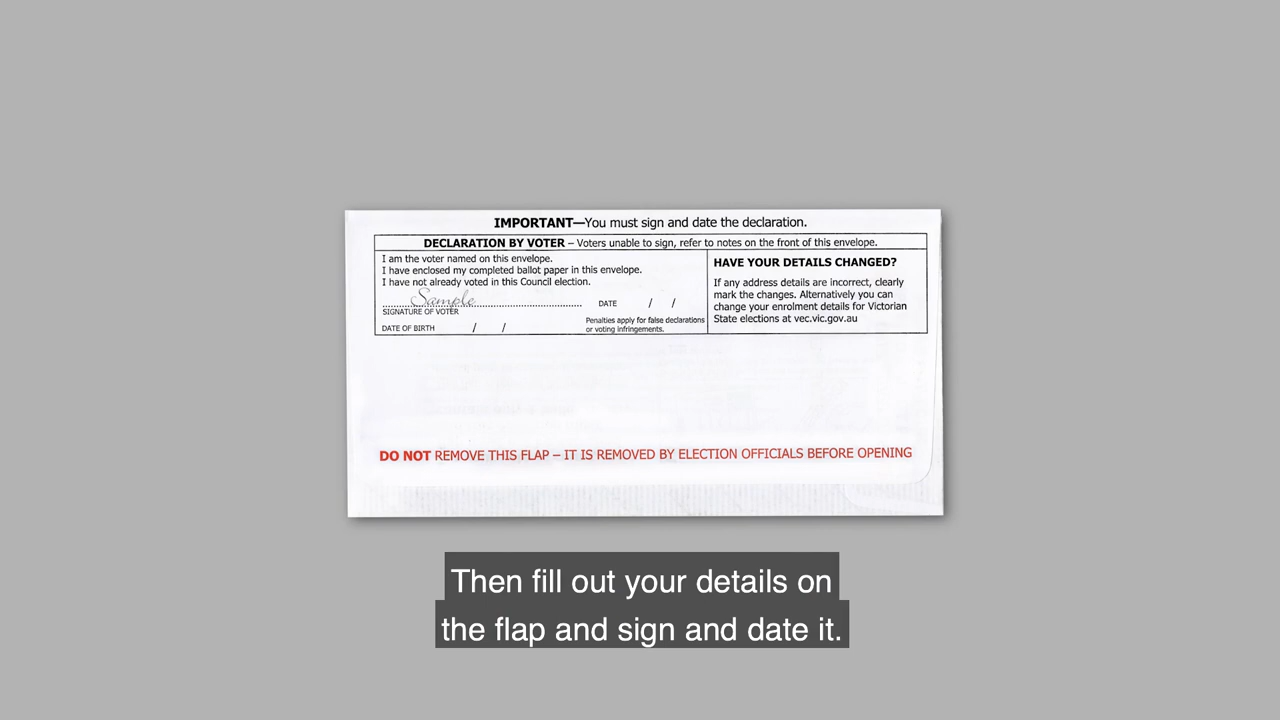 IMPORTANT—You must sign and date the declaration.
DECLARATION BY VOTER – Voters unable to sign, refer to notes on the front of this envelope.
I am the voter named on this envelope.
I have enclosed my completed ballot paper in this envelope.
I have not already voted in this Council election.
Sample
SIGNATURE OF VOTER
DATE / /
DATE OF BIRTH / /
Penalties apply for false declarations
or voting infringements.
HAVE YOUR DETAILS CHANGED?
If any address details are incorrect, clearly
mark the changes. Alternatively you can
change your enrolment details for Victorian
State elections at vec.vic.gov.au
DO NOT REMOVE THIS FLAP – IT IS REMOVED BY ELECTION OFFICIALS BEFORE OPENING
Then fill out your details on
the flap and sign and date it.